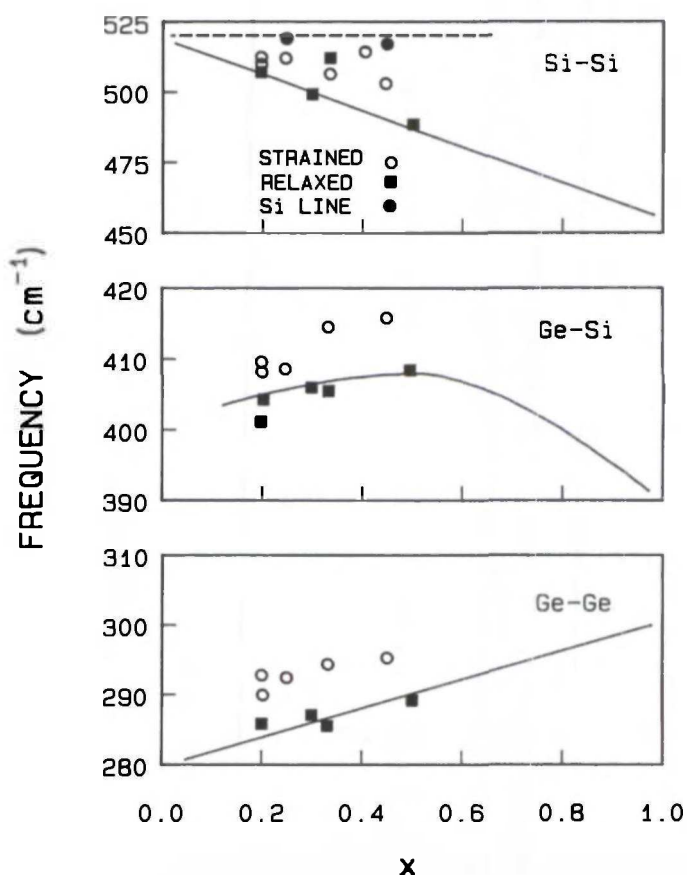 525
500
475
450
Si-Si
STRAINED
RELAXED
Si LINE
420
410
400
390
Ge-Si
310
300
290
280
Ge-Ge
0.0 0.2 0.4 0.6 0.8 1.0
X
FREQUENCY (cm⁻¹)